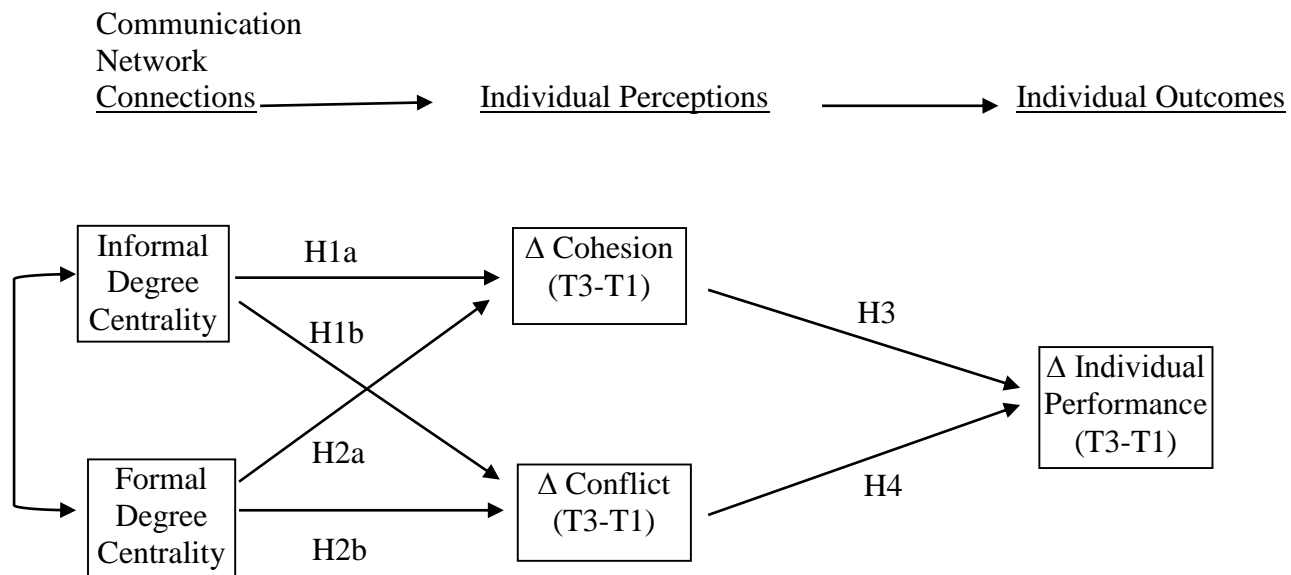 Communication
Network
Connections
Individual Perceptions
Individual Outcomes
Informal
Degree
Centrality
H1a
H1b
Δ Cohesion
(T3-T1)
H3
Δ Individual
Performance
(T3-T1)
H2a
Formal
Degree
Centrality
H2b
Δ Conflict
(T3-T1)
H4